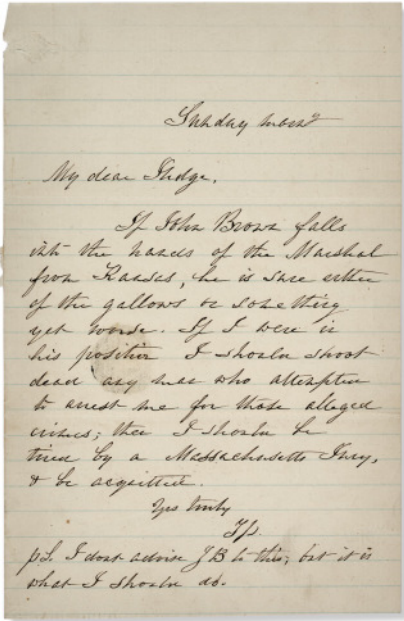 Sunday morng
My dear Judge,
If John Brown falls
into the hands of the Marshal
from Kansas, he is sure either
of the gallows or something
yet worse. If I were in
his position I should shoot
dead any man who attempted
to arrest me for those alleged
crimes; then I should be
tried by a Massachusetts Jury,
& be acquitted.
Yrs truly
T.P.
P.S. I dont advise J B to this, but it is
what I should do.